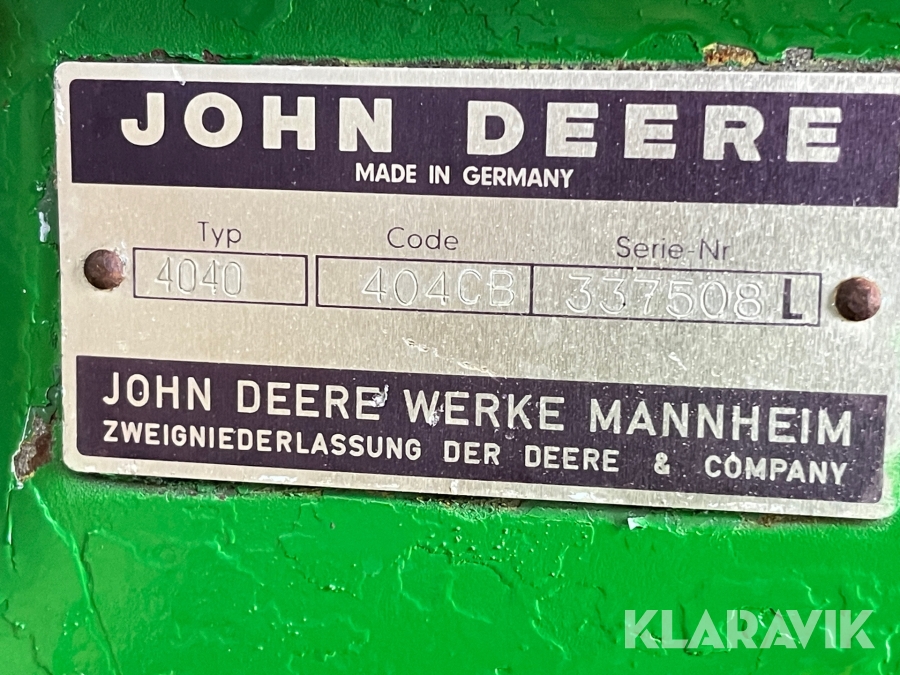 JOHN DEERE
MADE IN GERMANY
Typ Code Serie-Nr
4040 404CB 337508 L
JOHN DEERE WERKE MANNHEIM
ZWEIGNIEDERLASSUNG DER DEERE & COMPANY
KLARAVIK